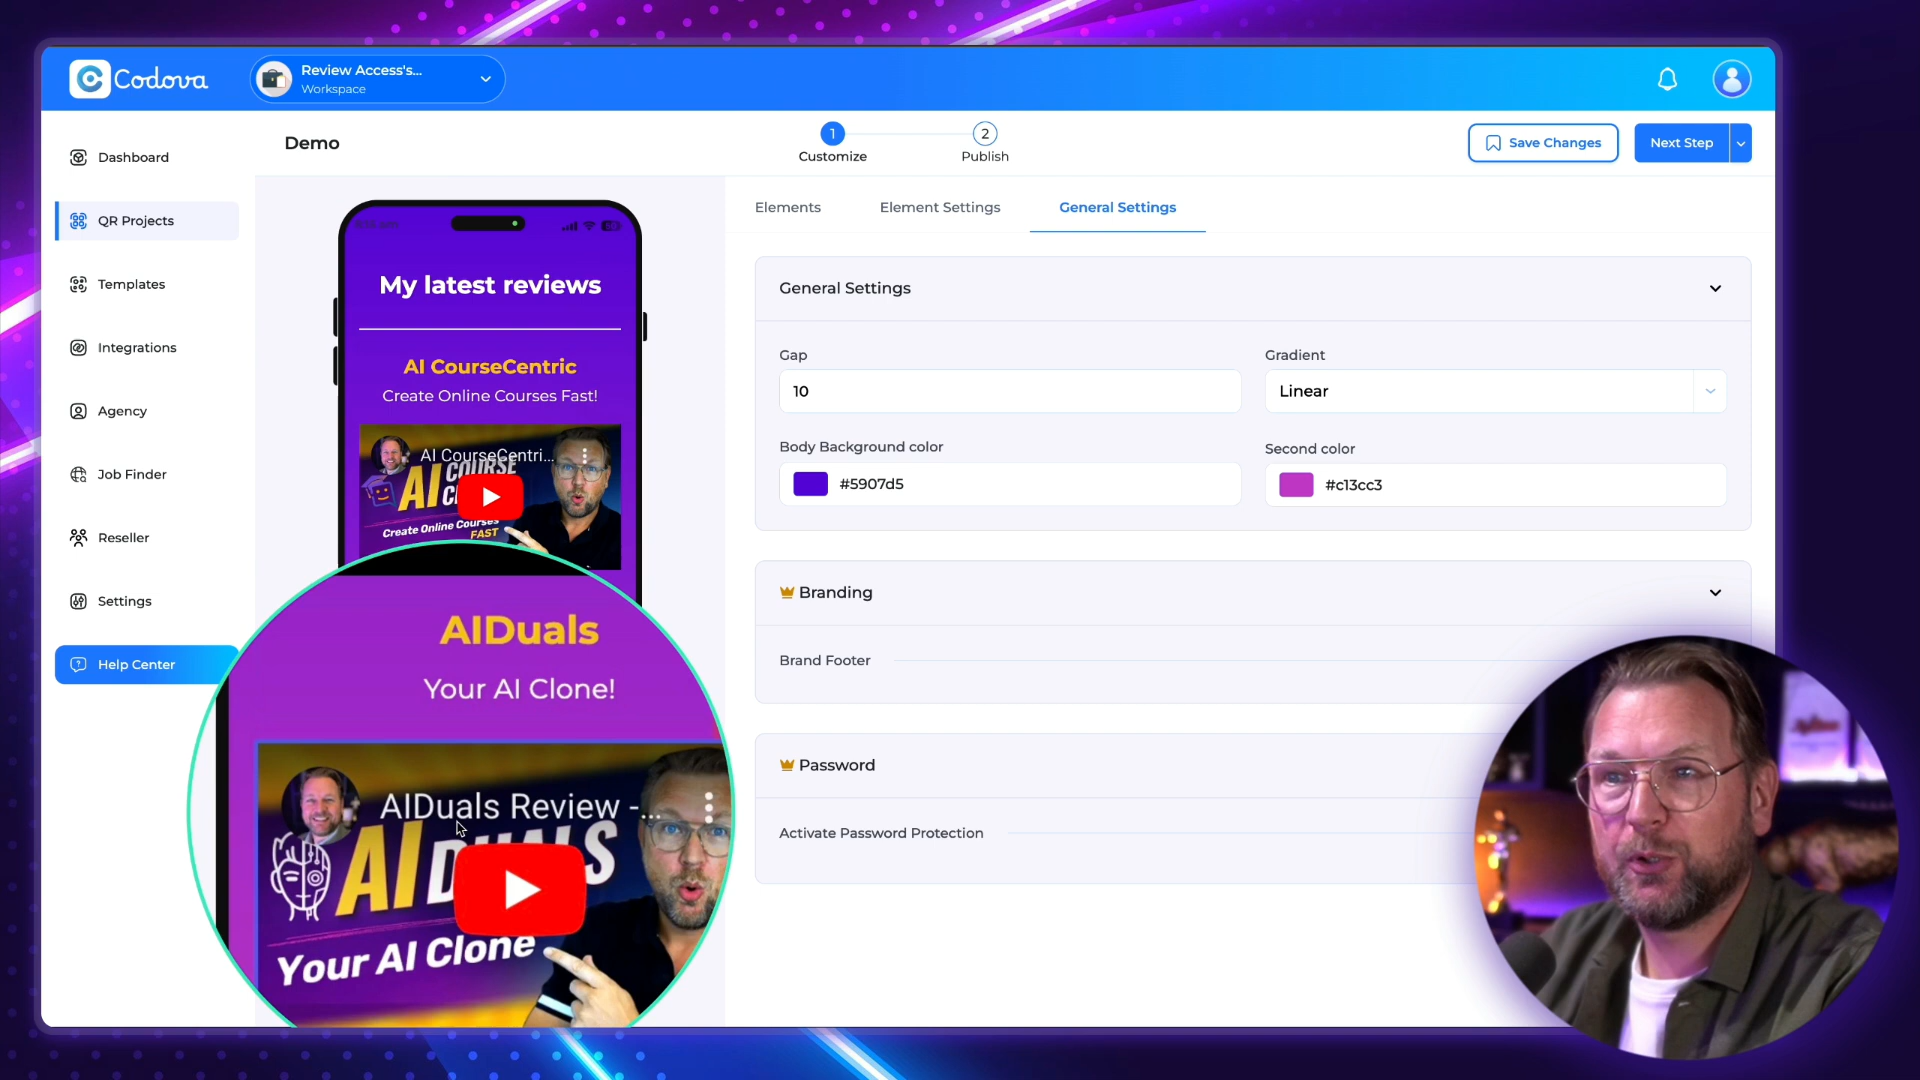 Codova
Review Access's...
Workspace
Demo
1
Customize
2
Publish
Save Changes
Next Step
Dashboard
QR Projects
Templates
Integrations
Agency
Job Finder
Reseller
Settings
Help Center
My latest reviews
AI CourseCentric
Create Online Courses Fast!
AI CourseCentri...
AI COURSE
Create Online Courses
FAST
AIDuals
Your AI Clone!
AIDuals Review -...
Your AI Clone
Elements
Element Settings
General Settings
General Settings
Gap
10
Gradient
Linear
Body Background color
#5907d5
Second color
#c13cc3
Branding
Brand Footer
Password
Activate Password Protection